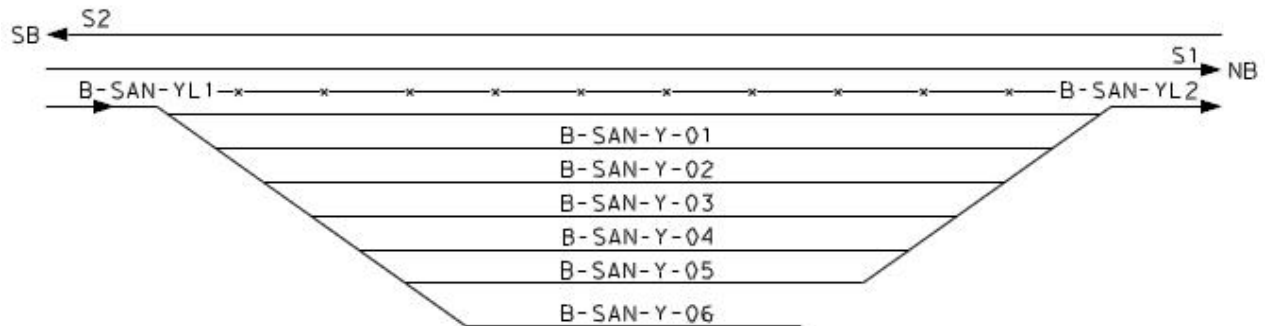 S2
SB
S1
NB
B-SAN-YL1
B-SAN-YL2
B-SAN-Y-01
B-SAN-Y-02
B-SAN-Y-03
B-SAN-Y-04
B-SAN-Y-05
B-SAN-Y-06